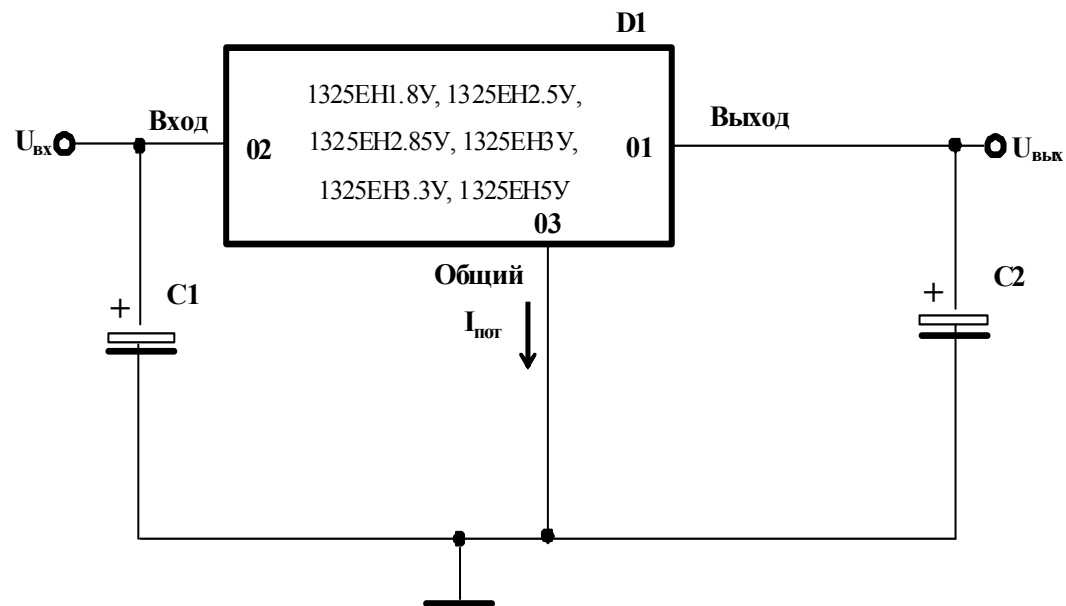 D1
1325ЕН1.8У, 1325ЕН2.5У,
1325ЕН2.85У, 1325ЕН3У,
1325ЕН3.3У, 1325ЕН5У
Uвх
Вход
02
01
Выход
Uвых
03
Общий
Iпот
+
C1
+
C2